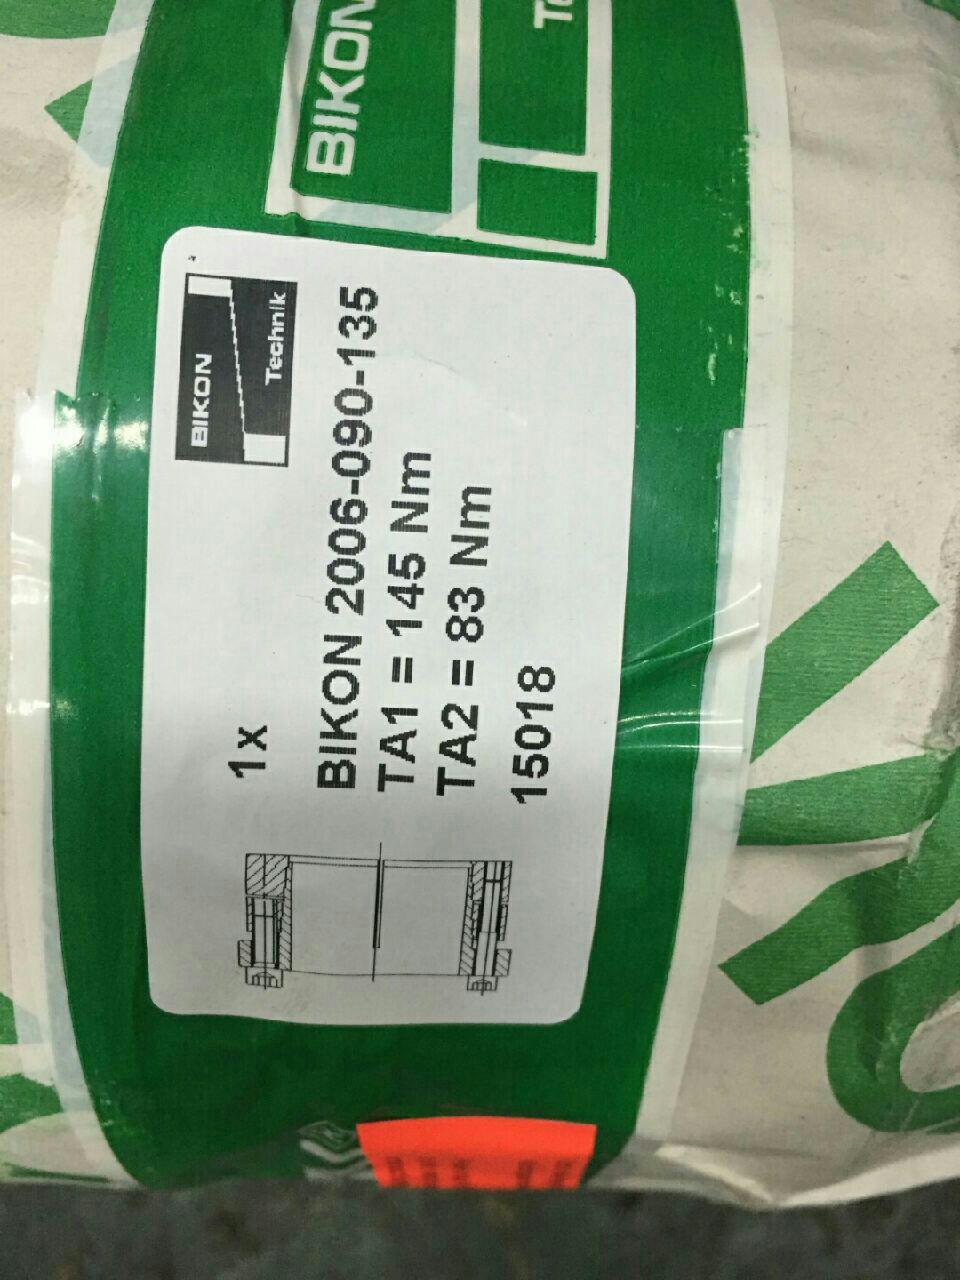 BIKON
BIKON
Technik
1x
BIKON 2006-090-135
TA1 = 145 Nm
TA2 = 83 Nm
15018